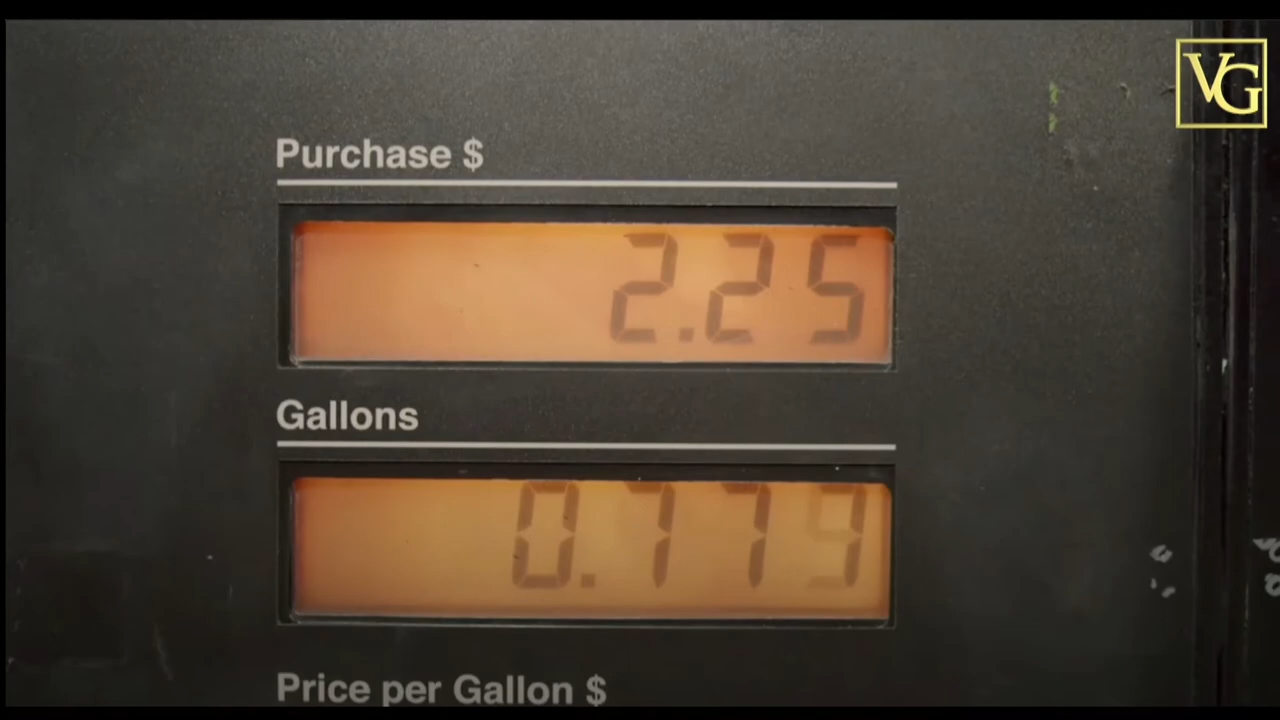 VG
Purchase $
2.25
Gallons
0.779
Price per Gallon $